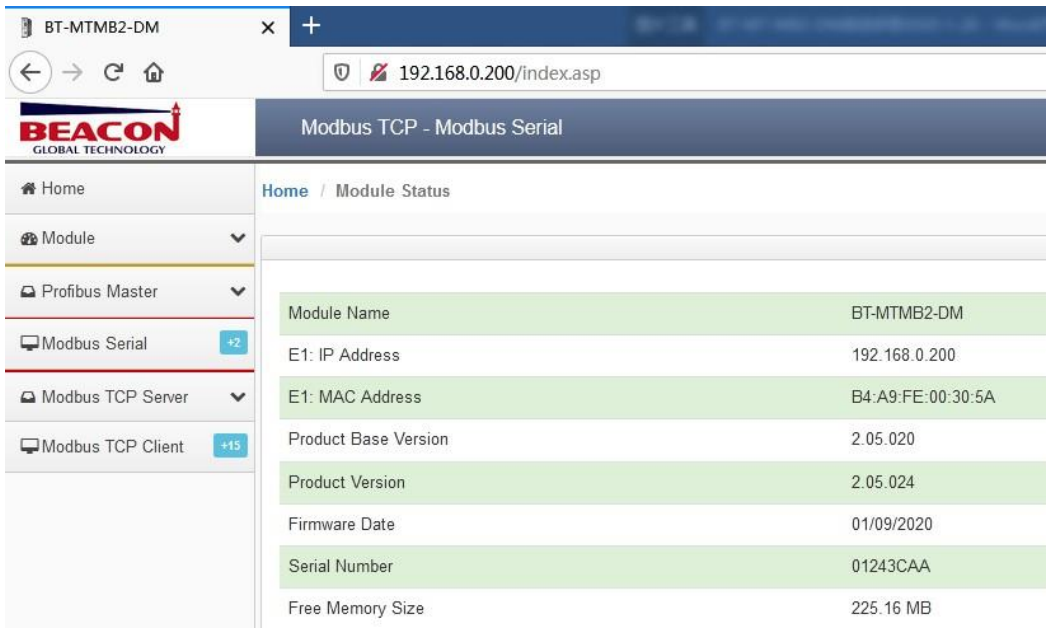 BT-MTMB2-DM
192.168.0.200/index.asp
BEACON
GLOBAL TECHNOLOGY
Modbus TCP - Modbus Serial
Home
Home / Module Status
Module
Profibus Master
Modbus Serial +2
Modbus TCP Server
Modbus TCP Client +15
Module Name BT-MTMB2-DM
E1: IP Address 192.168.0.200
E1: MAC Address B4:A9:FE:00:30:5A
Product Base Version 2.05.020
Product Version 2.05.024
Firmware Date 01/09/2020
Serial Number 01243CAA
Free Memory Size 225.16 MB